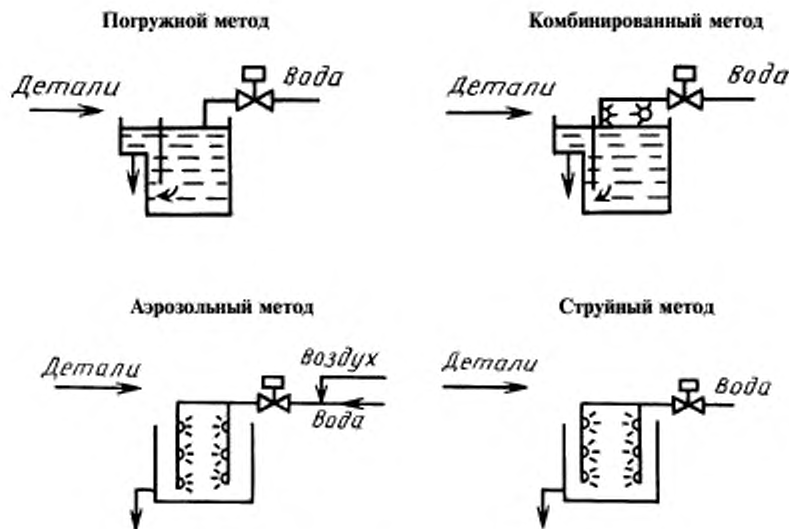 Погружной метод
Комбинированный метод
Детали
Вода
Детали
Вода
Аэрозольный метод
Струйный метод
Детали
Воздух
Вода
Детали
Вода